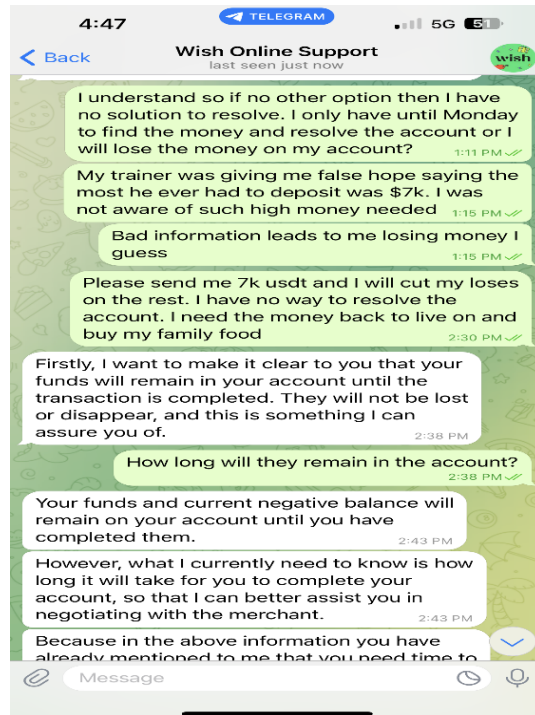 4:47
TELEGRAM
5G
51
Back
Wish Online Support
last seen just now
wish
I understand so if no other option then I have
no solution to resolve. I only have until Monday
to find the money and resolve the account or I
will lose the money on my account?
1:11 PM
My trainer was giving me false hope saying the
most he ever had to deposit was $7k. I was
not aware of such high money needed
1:15 PM
Bad information leads to me losing money I
guess
1:15 PM
Please send me 7k usdt and I will cut my loses
on the rest. I have no way to resolve the
account. I need the money back to live on and
buy my family food
2:30 PM
Firstly, I want to make it clear to you that your
funds will remain in your account until the
transaction is completed. They will not be lost
or disappear, and this is something I can
assure you of.
2:38 PM
How long will they remain in the account?
2:38 PM
Your funds and current negative balance will
remain on your account until you have
completed them.
2:43 PM
However, what I currently need to know is how
long it will take for you to complete your
account, so that I can better assist you in
negotiating with the merchant.
2:43 PM
Because in the above information you have
already mentioned to me that you need time to
Message